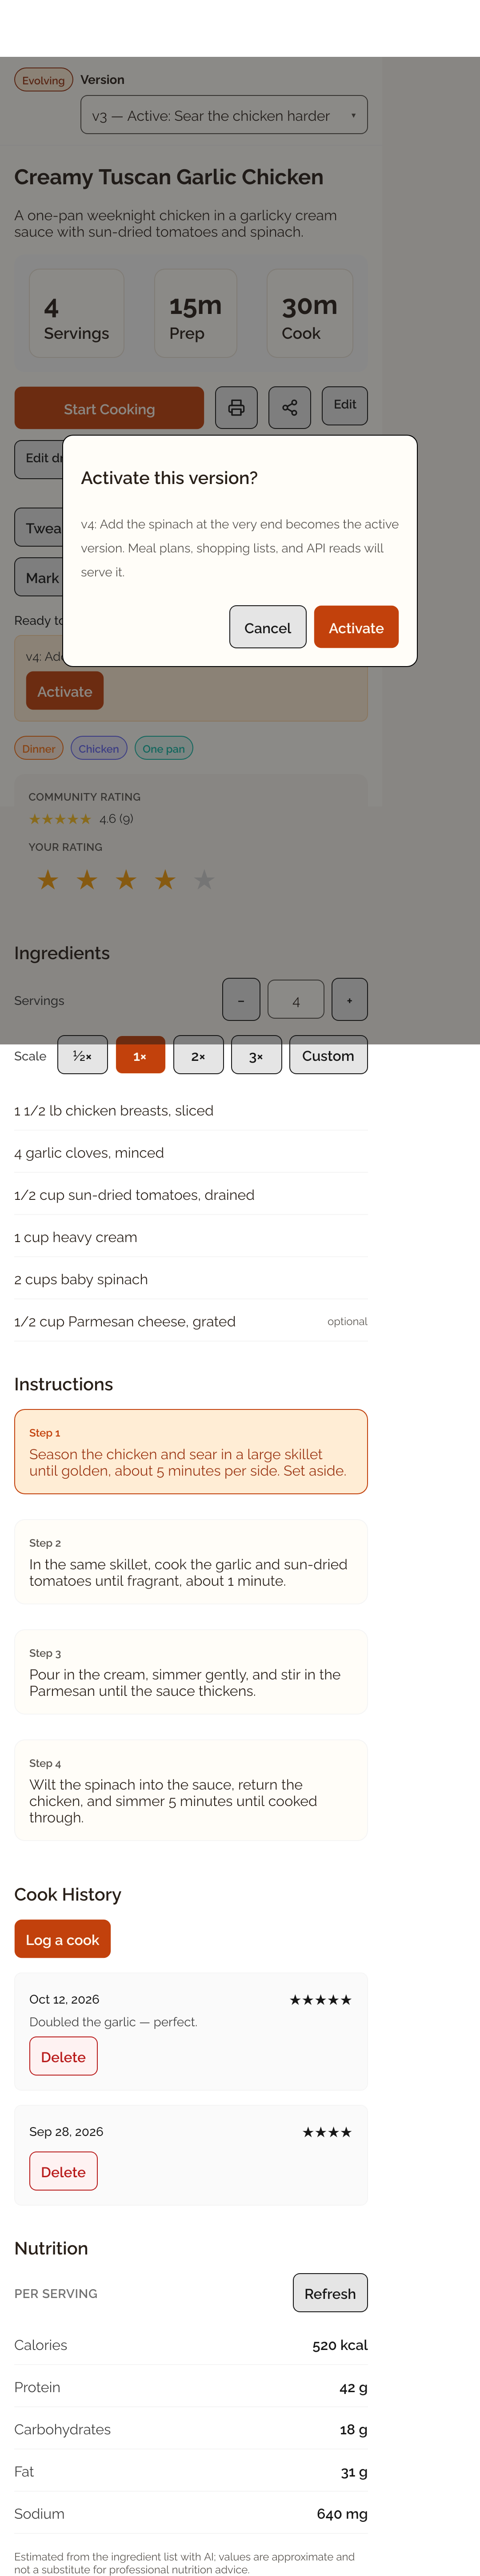 Evolving Version
v3 — Active: Sear the chicken harder
Creamy Tuscan Garlic Chicken
A one-pan weeknight chicken in a garlicky cream
sauce with sun-dried tomatoes and spinach.
4 15m 30m
Servings Prep Cook
Start Cooking Edit
Edit
Activate this version?
v4: Add the spinach at the very end becomes the active
version. Meal plans, shopping lists, and API reads will
serve it.
Cancel Activate
Mark
Ready
v4:
Activate
Dinner Chicken One pan
COMMUNITY RATING
★★★★★ 4.6 (9)
YOUR RATING
★ ★ ★ ★ ★
Ingredients
Servings − 4 +
Scale ½× 1× 2× 3× Custom
1 1/2 lb chicken breasts, sliced
4 garlic cloves, minced
1/2 cup sun-dried tomatoes, drained
1 cup heavy cream
2 cups baby spinach
1/2 cup Parmesan cheese, grated optional
Instructions
Step 1
Season the chicken and sear in a large skillet
until golden, about 5 minutes per side. Set aside.
Step 2
In the same skillet, cook the garlic and sun-dried
tomatoes until fragrant, about 1 minute.
Step 3
Pour in the cream, simmer gently, and stir in the
Parmesan until the sauce thickens.
Step 4
Wilt the spinach into the sauce, return the
chicken, and simmer 5 minutes until cooked
through.
Cook History
Log a cook
Oct 12, 2026 ★★★★★
Doubled the garlic — perfect.
Delete
Sep 28, 2026 ★★★★
Delete
Nutrition
PER SERVING Refresh
Calories 520 kcal
Protein 42 g
Carbohydrates 18 g
Fat 31 g
Sodium 640 mg
Estimated from the ingredient list with AI; values are approximate and
not a substitute for professional nutrition advice.